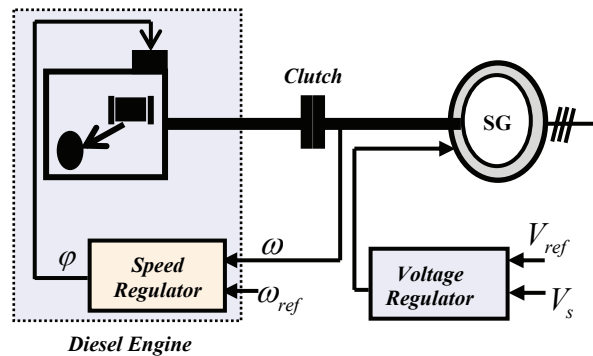 Clutch
SG
φ
Speed
Regulator
ω
ω_ref
Voltage
Regulator
V_ref
V_s
Diesel Engine